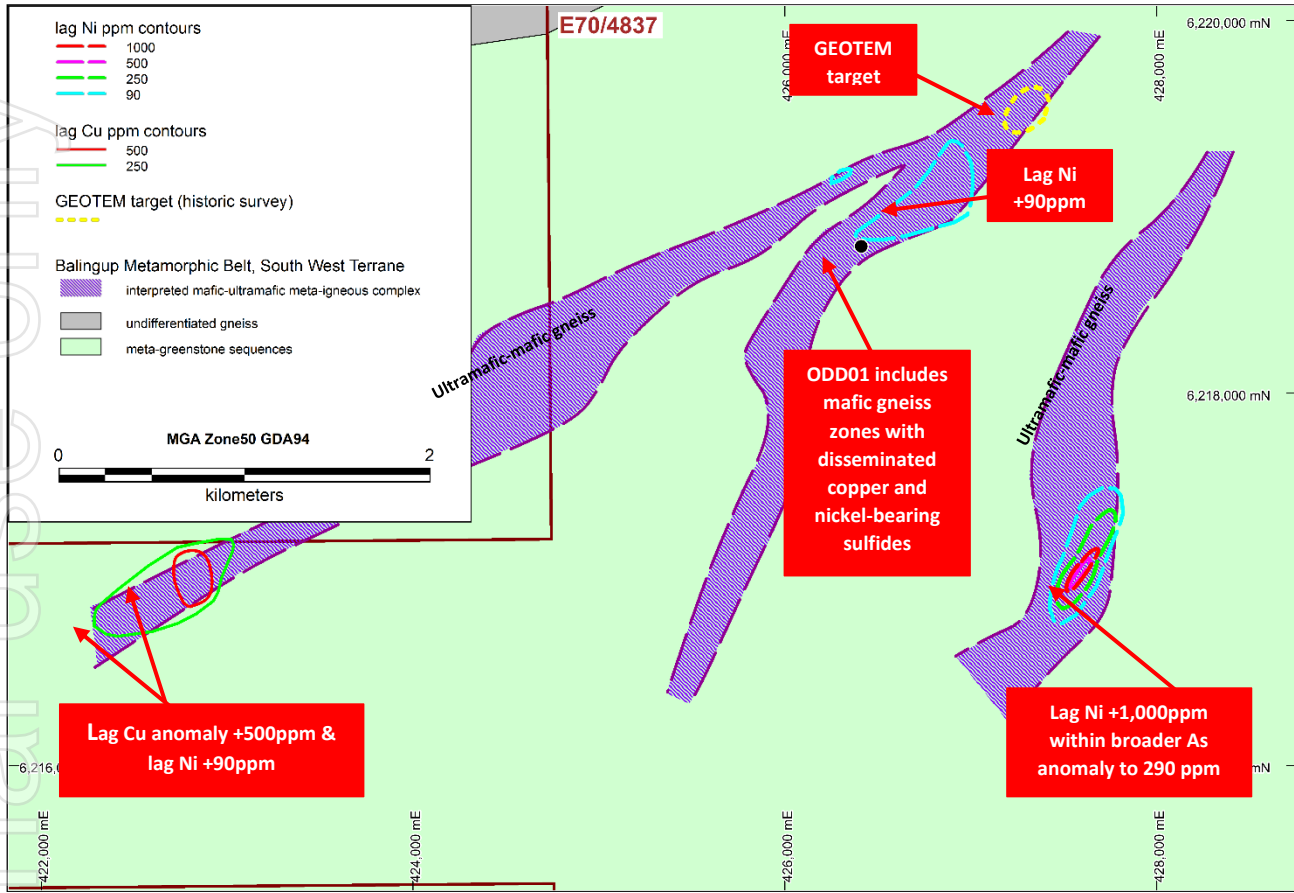 lag Ni ppm contours
1000
500
250
90
lag Cu ppm contours
500
250
GEOTEM target (historic survey)
Balingup Metamorphic Belt, South West Terrane
interpreted mafic-ultramafic meta-igneous complex
undifferentiated gneiss
meta-greenstone sequences
MGA Zone50 GDA94
0
2
kilometers
E70/4837
GEOTEM
target
426,000 mE
428,000 mE
6,220,000 mN
Lag Ni
+90ppm
Ultramafic-mafic gneiss
ODD01 includes
mafic gneiss
zones with
disseminated
copper and
nickel-bearing
sulfides
Ultramafic-mafic gneiss
6,218,000 mN
Lag Cu anomaly +500ppm &
lag Ni +90ppm
Lag Ni +1,000ppm
within broader As
anomaly to 290 ppm
6,216,0
mN
422,000 mE
424,000 mE
426,000 mE
428,000 mE